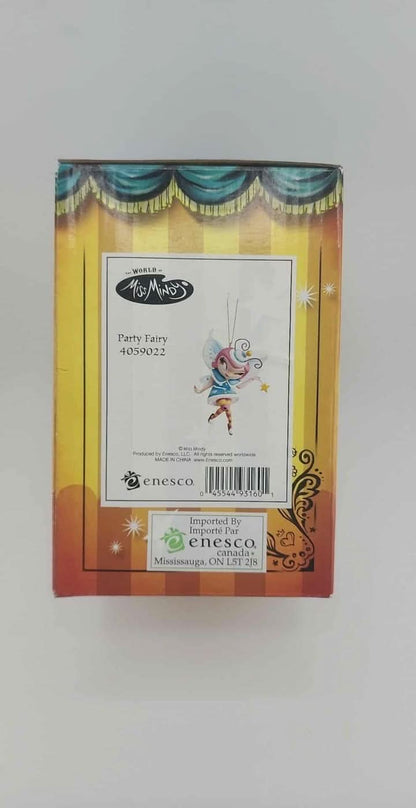 THE WORLD OF
Miss Mindy
Party Fairy
4059022
© Miss Mindy
Produced by Enesco, LLC. All rights reserved worldwide.
MADE IN CHINA www.Enesco.com
enesco.
0 45544 93160 1
Imported By
Importé Par
enesco.
canada
Mississauga, ON L5T 2J8